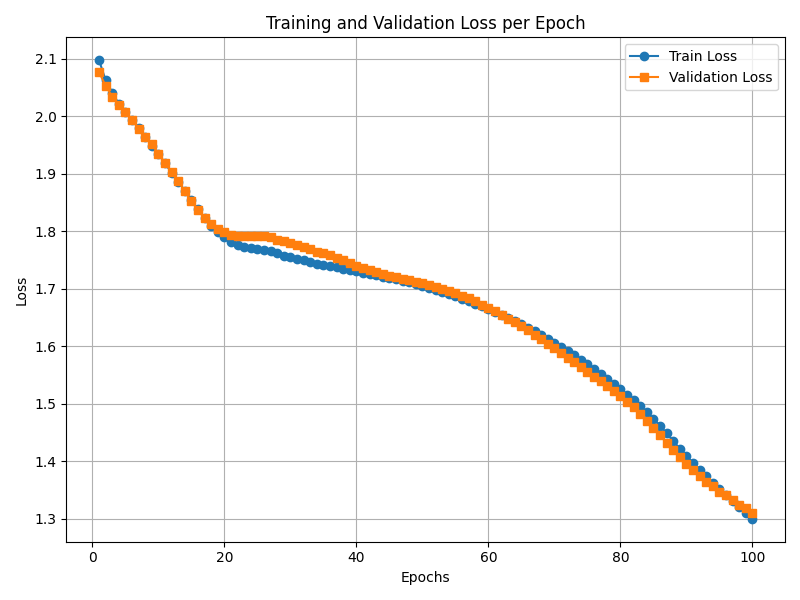 Training and Validation Loss per Epoch
Train Loss
Validation Loss
2.1
2.0
1.9
1.8
1.7
1.6
1.5
1.4
1.3
Loss
0 20 40 60 80 100
Epochs